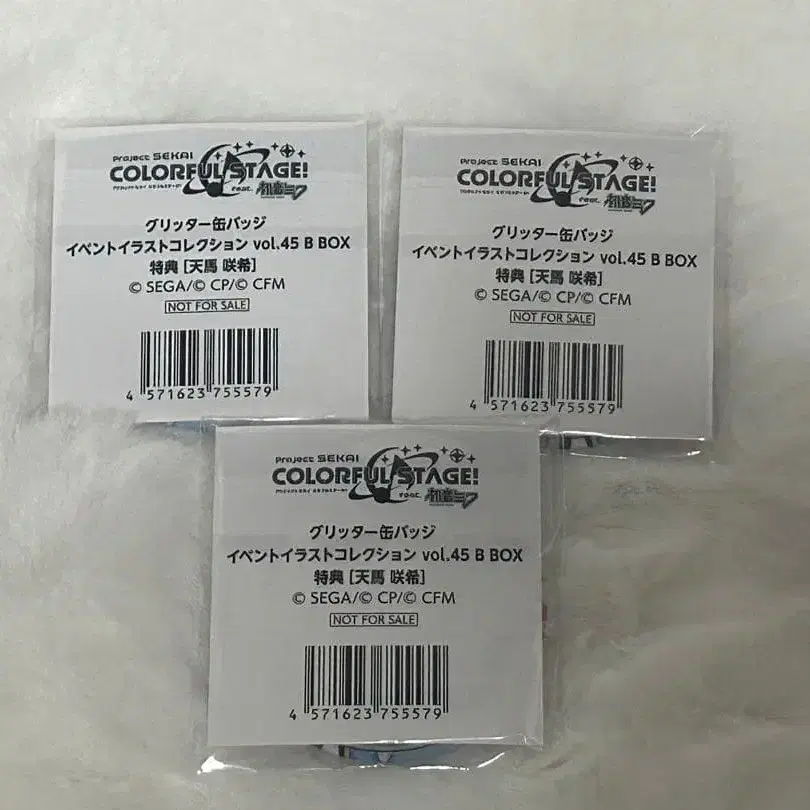 Project SEKAI
COLORFUL STAGE!
feat. 初音ミク
グリッター缶バッジ
イベントイラストコレクション vol.45 B BOX
特典 [天馬 咲希]
© SEGA/© CP/© CFM
NOT FOR SALE
4 571623 755579
Project SEKAI
COLORFUL STAGE!
feat. 初音ミク
グリッター缶バッジ
イベントイラストコレクション vol.45 B BOX
特典 [天馬 咲希]
© SEGA/© CP/© CFM
NOT FOR SALE
4 571623 755579
Project SEKAI
COLORFUL STAGE!
feat. 初音ミク
グリッター缶バッジ
イベントイラストコレクション vol.45 B BOX
特典 [天馬 咲希]
© SEGA/© CP/© CFM
NOT FOR SALE
4 571623 755579